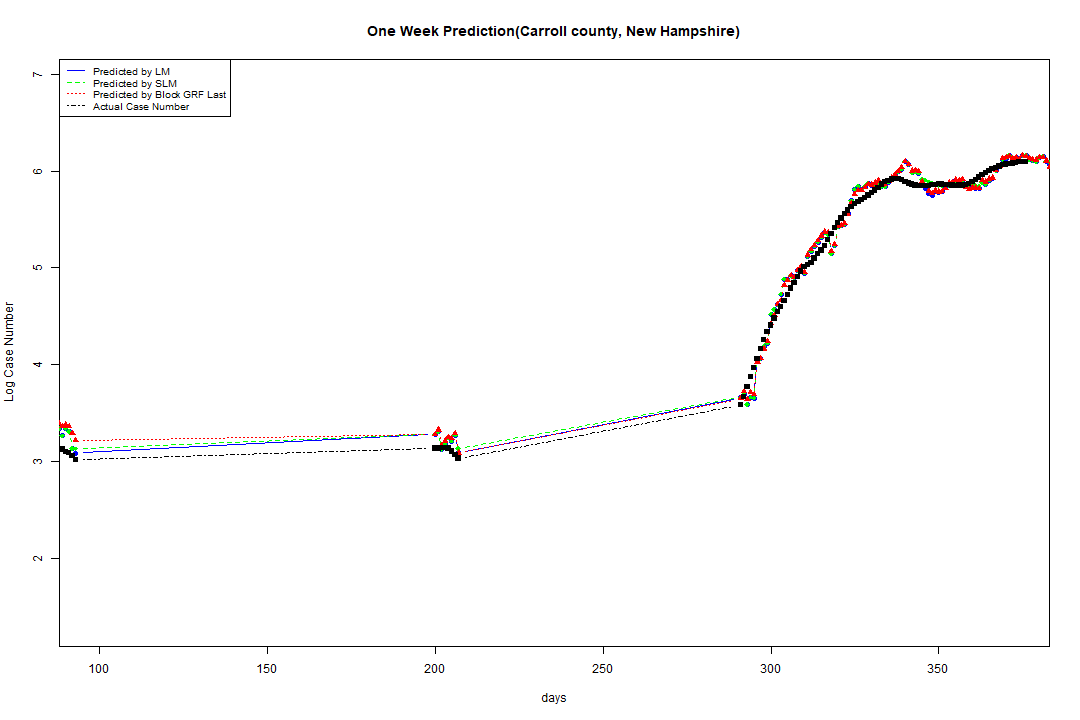 One Week Prediction(Carroll county, New Hampshire)
Predicted by LM
Predicted by SLM
Predicted by Block GRF Last
Actual Case Number
7
6
5
4
3
2
Log Case Number
100 150 200 250 300 350
days